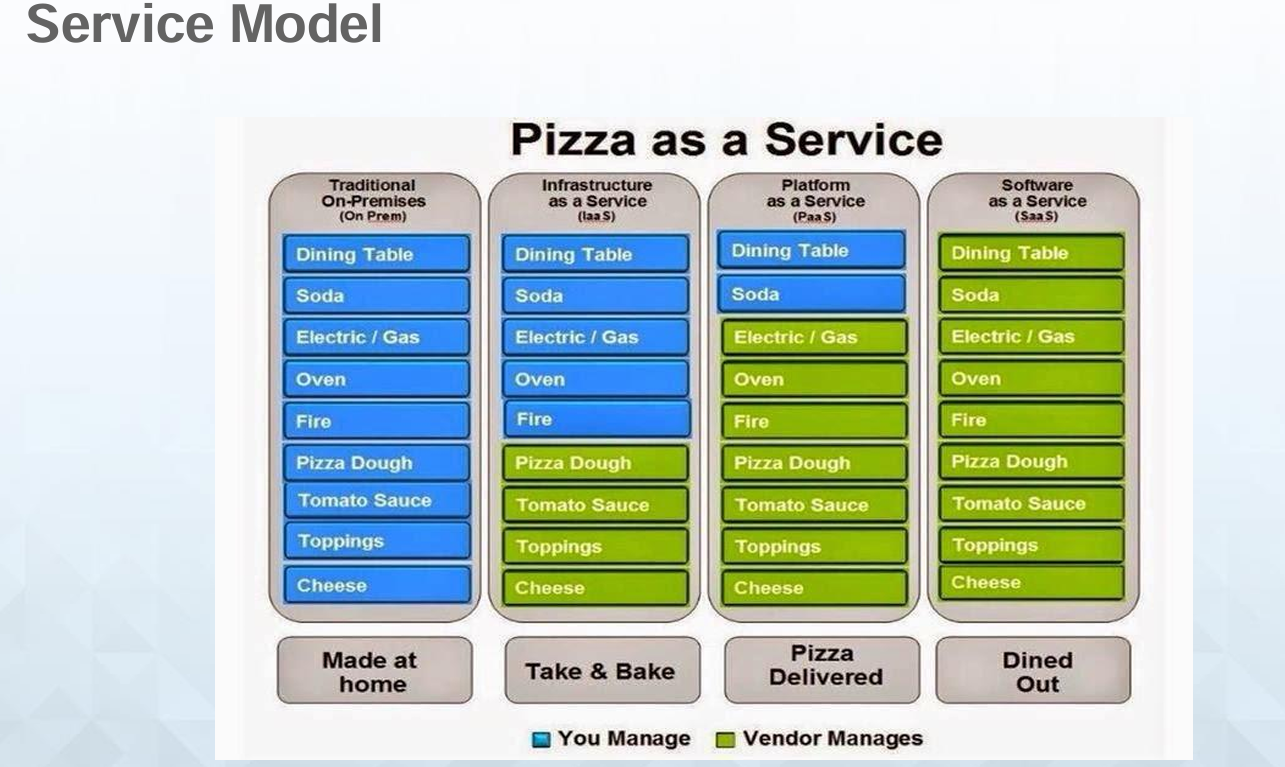 Service Model
Pizza as a Service
Traditional
On-Premises
(On Prem)
Dining Table
Soda
Electric / Gas
Oven
Fire
Pizza Dough
Tomato Sauce
Toppings
Cheese
Made at
home
Infrastructure
as a Service
(IaaS)
Dining Table
Soda
Electric / Gas
Oven
Fire
Pizza Dough
Tomato Sauce
Toppings
Cheese
Take & Bake
Platform
as a Service
(PaaS)
Dining Table
Soda
Electric / Gas
Oven
Fire
Pizza Dough
Tomato Sauce
Toppings
Cheese
Pizza
Delivered
Software
as a Service
(SaaS)
Dining Table
Soda
Electric / Gas
Oven
Fire
Pizza Dough
Tomato Sauce
Toppings
Cheese
Dined
Out
You Manage
Vendor Manages